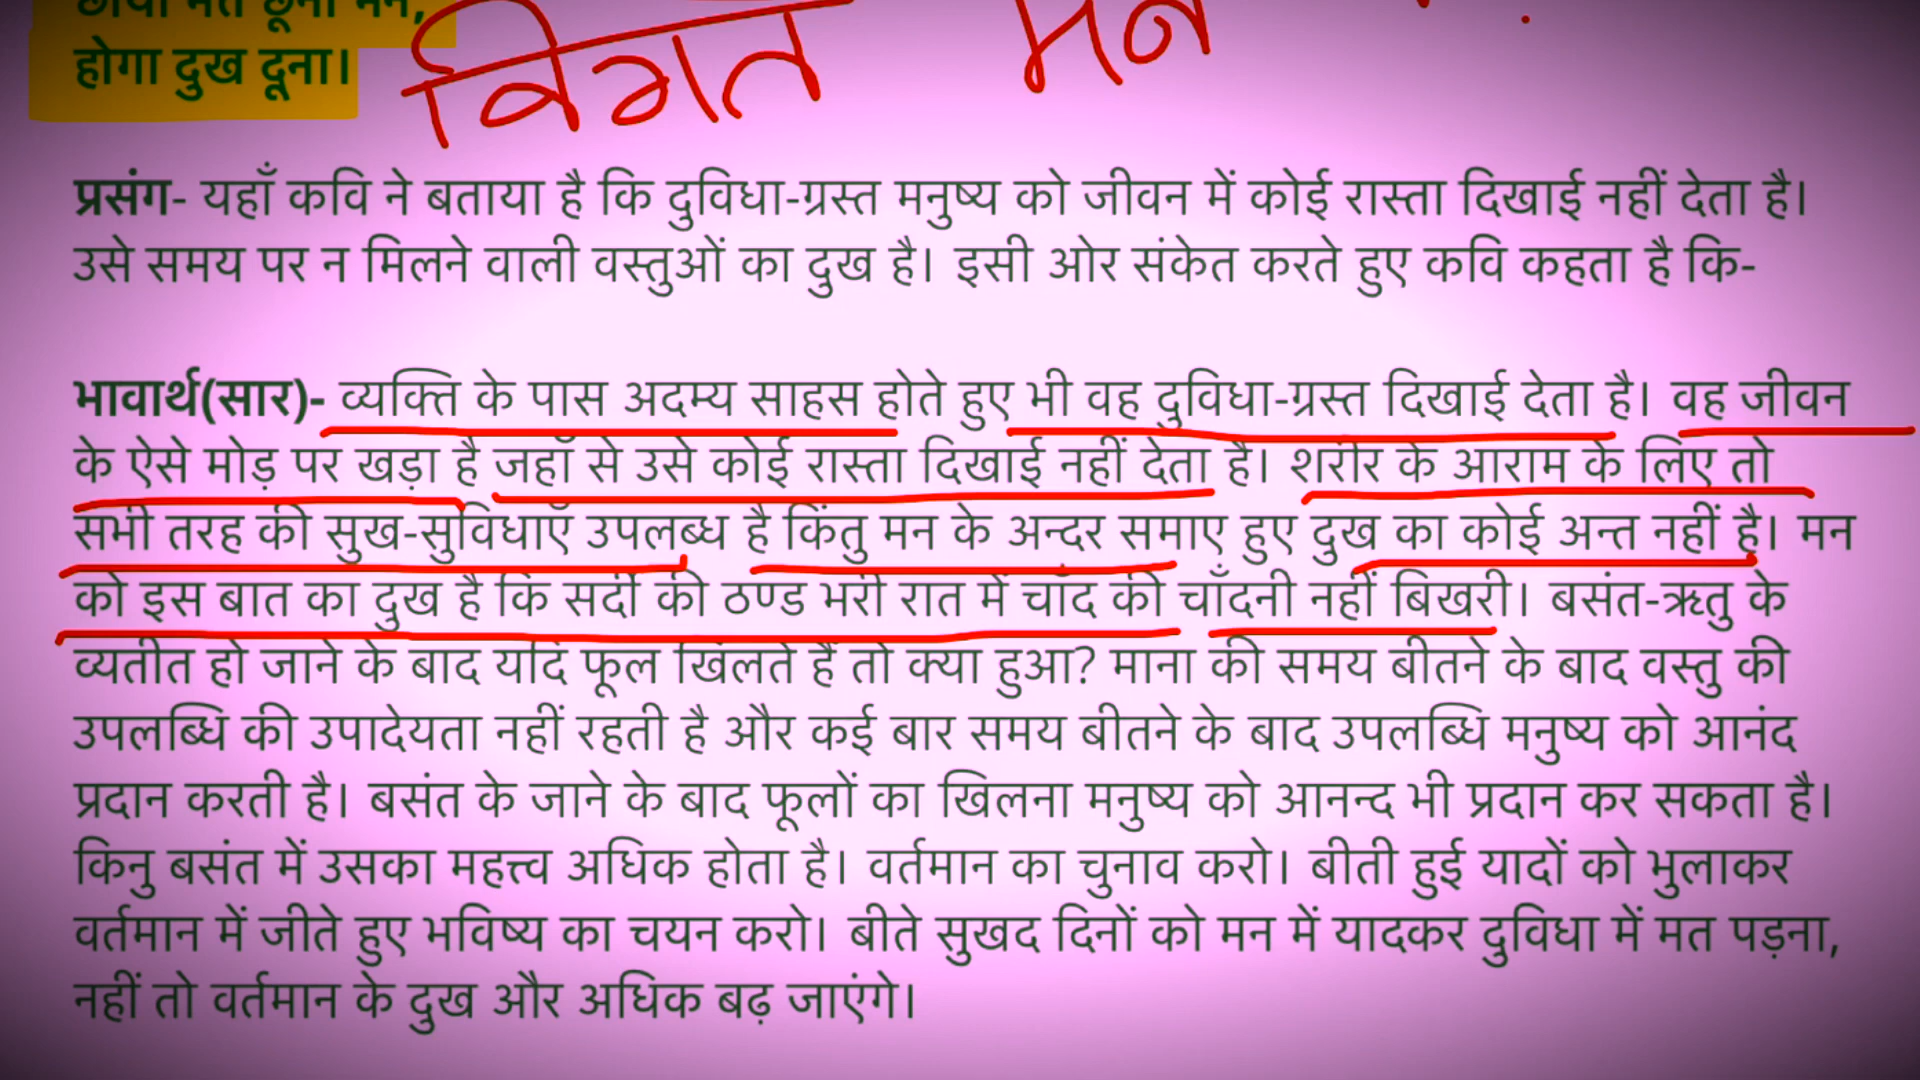 छाया मत छूना मन,
होगा दुख दूना।
विगत मन
प्रसंग- यहाँ कवि ने बताया है कि दुविधा-ग्रस्त मनुष्य को जीवन में कोई रास्ता दिखाई नहीं देता है।
उसे समय पर न मिलने वाली वस्तुओं का दुख है। इसी ओर संकेत करते हुए कवि कहता है कि-
भावार्थ(सार)- व्यक्ति के पास अदम्य साहस होते हुए भी वह दुविधा-ग्रस्त दिखाई देता है। वह जीवन
के ऐसे मोड़ पर खड़ा है जहाँ से उसे कोई रास्ता दिखाई नहीं देता है। शरीर के आराम के लिए तो
सभी तरह की सुख-सुविधाएँ उपलब्ध है किंतु मन के अन्दर समाए हुए दुख का कोई अन्त नहीं है। मन
को इस बात का दुख है कि सर्दी की ठण्ड भरी रात में चाँद की चाँदनी नहीं बिखरी। बसंत-ऋतु के
व्यतीत हो जाने के बाद यदि फूल खिलते हैं तो क्या हुआ? माना की समय बीतने के बाद वस्तु की
उपलब्धि की उपादेयता नहीं रहती है और कई बार समय बीतने के बाद उपलब्धि मनुष्य को आनंद
प्रदान करती है। बसंत के जाने के बाद फूलों का खिलना मनुष्य को आनन्द भी प्रदान कर सकता है।
किनु बसंत में उसका महत्त्व अधिक होता है। वर्तमान का चुनाव करो। बीती हुई यादों को भुलाकर
वर्तमान में जीते हुए भविष्य का चयन करो। बीते सुखद दिनों को मन में यादकर दुविधा में मत पड़ना,
नहीं तो वर्तमान के दुख और अधिक बढ़ जाएंगे।